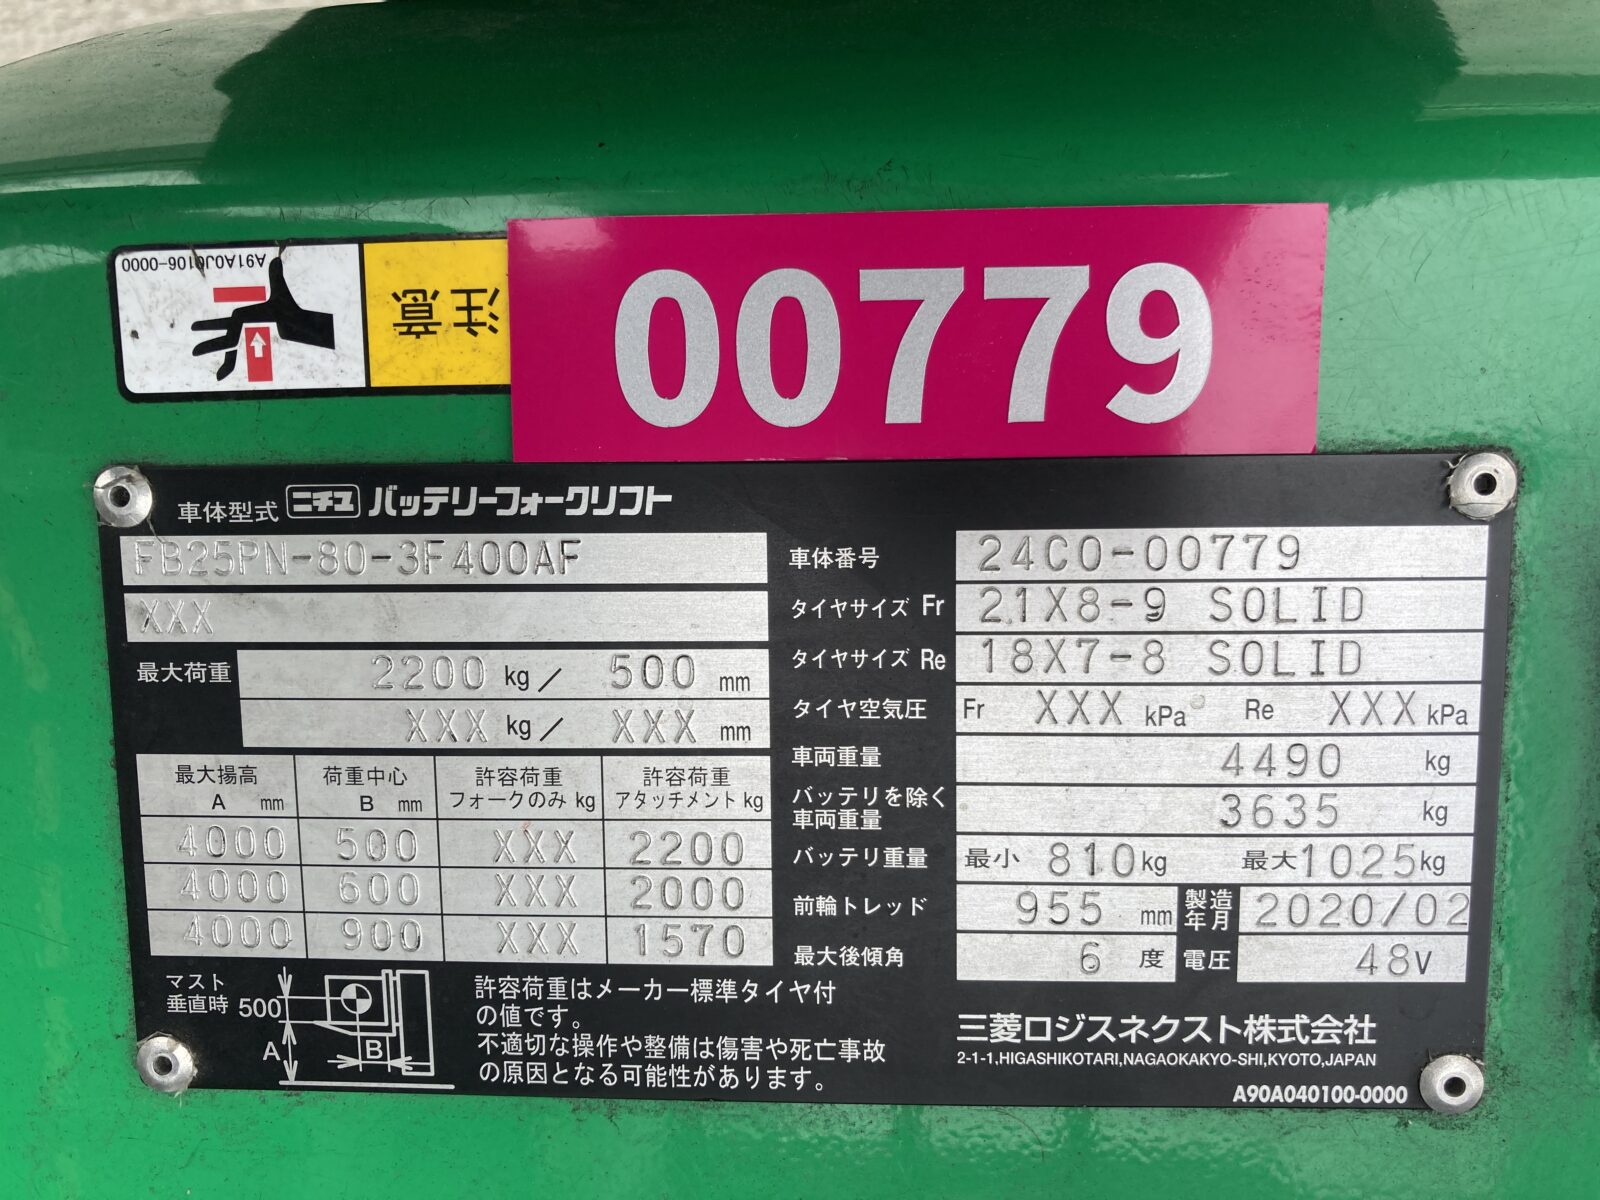 A91A0J0106-0000
注意
00779
車体型式 ニチユ バッテリーフォークリフト
FB25PN-80-3F400AF
XXX
最大荷重 2200 kg／ 500 mm
XXX kg／ XXX mm
最大揚高 荷重中心 許容荷重 許容荷重
A mm B mm フォークのみ kg アタッチメント kg
4000 500 XXX 2200
4000 600 XXX 2000
4000 900 XXX 1570
マスト
垂直時 500
A B
許容荷重はメーカー標準タイヤ付
の値です。
不適切な操作や整備は傷害や死亡事故
の原因となる可能性があります。
車体番号 24C0-00779
タイヤサイズ Fr 21X8-9 SOLID
タイヤサイズ Re 18X7-8 SOLID
タイヤ空気圧 Fr XXX kPa Re XXX kPa
車両重量 4490 kg
バッテリを除く
車両重量 3635 kg
バッテリ重量 最小 810 kg 最大 1025 kg
前輪トレッド 955 mm 製造年月 2020/02
最大後傾角 6 度 電圧 48V
三菱ロジスネクスト株式会社
2-1-1,HIGASHIKOTARI,NAGAOKAKYO-SHI,KYOTO,JAPAN
A90A040100-0000